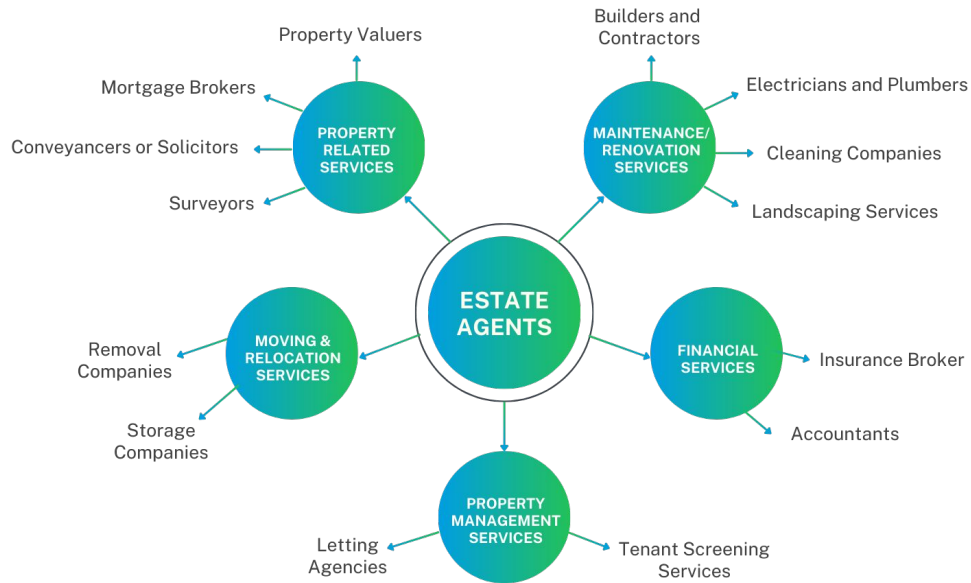 Property Valuers
Mortgage Brokers
Conveyancers or Solicitors
Surveyors
PROPERTY
RELATED
SERVICES
Builders and
Contractors
Electricians and Plumbers
Cleaning Companies
Landscaping Services
MAINTENANCE/
RENOVATION
SERVICES
ESTATE
AGENTS
MOVING &
RELOCATION
SERVICES
Removal
Companies
Storage
Companies
FINANCIAL
SERVICES
Insurance Broker
Accountants
PROPERTY
MANAGEMENT
SERVICES
Letting
Agencies
Tenant Screening
Services